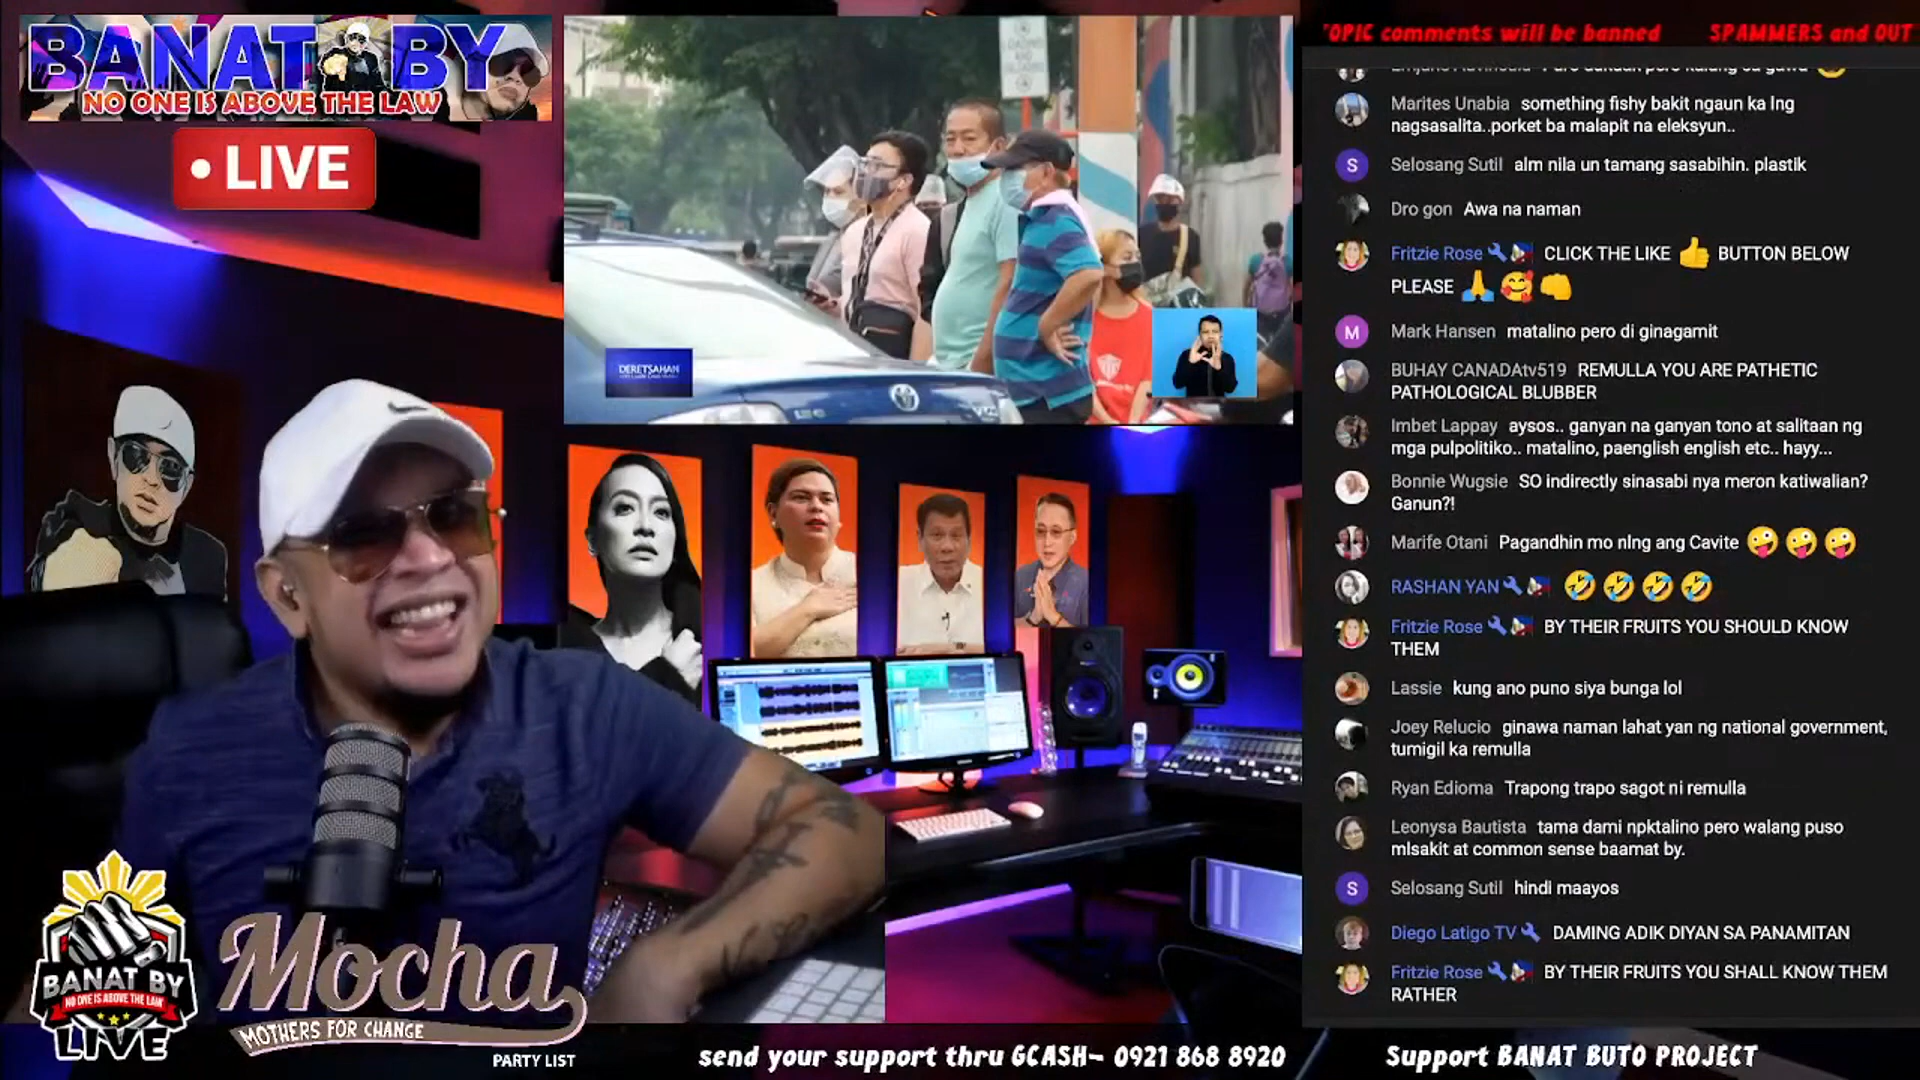 BANAT BY
NO ONE IS ABOVE THE LAW
• LIVE
DERETSAHAN
"OPIC comments will be banned SPAMMERS and OUT
Marites Unabia something fishy bakit ngaun ka lng
nagsasalita..porket ba malapit na eleksyun..
S Selosang Sutil alm nila un tamang sasabihin. plastik
Dro gon Awa na naman
Fritzie Rose CLICK THE LIKE 👍 BUTTON BELOW
PLEASE 🙏 🥰 👊
M Mark Hansen matalino pero di ginagamit
BUHAY CANADAtv519 REMULLA YOU ARE PATHETIC
PATHOLOGICAL BLUBBER
Imbet Lappay aysos.. ganyan na ganyan tono at salitaan ng
mga pulpolitiko.. matalino, paenglish english etc.. hayy...
Bonnie Wugsie SO indirectly sinasabi nya meron katiwalian?
Ganun?!
Marife Otani Pagandhin mo nlng ang Cavite 🤪 🤪 🤪
RASHAN YAN 🤣 🤣 🤣 🤣
Fritzie Rose BY THEIR FRUITS YOU SHOULD KNOW
THEM
Lassie kung ano puno siya bunga lol
Joey Relucio ginawa naman lahat yan ng national government,
tumigil ka remulla
Ryan Edioma Trapong trapo sagot ni remulla
Leonysa Bautista tama dami npktalino pero walang puso
mlsakit at common sense baamat by.
S Selosang Sutil hindi maayos
Diego Latigo TV DAMING ADIK DIYAN SA PANAMITAN
Fritzie Rose BY THEIR FRUITS YOU SHALL KNOW THEM
RATHER
BANAT BY
NO ONE IS ABOVE THE LAW
LIVE
Mocha
MOTHERS FOR CHANGE
PARTY LIST
send your support thru GCASH- 0921 868 8920
Support BANAT BUTO PROJECT